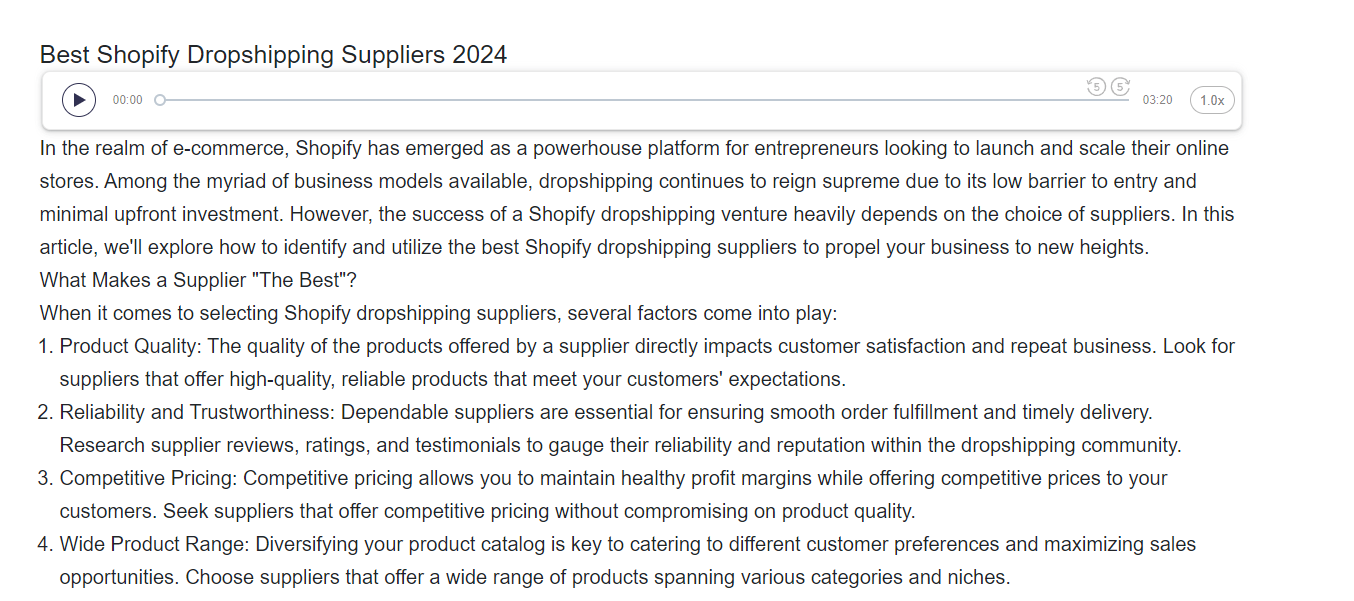 Best Shopify Dropshipping Suppliers 2024
5 5
00:00 03:20 1.0x
In the realm of e-commerce, Shopify has emerged as a powerhouse platform for entrepreneurs looking to launch and scale their online
stores. Among the myriad of business models available, dropshipping continues to reign supreme due to its low barrier to entry and
minimal upfront investment. However, the success of a Shopify dropshipping venture heavily depends on the choice of suppliers. In this
article, we'll explore how to identify and utilize the best Shopify dropshipping suppliers to propel your business to new heights.
What Makes a Supplier "The Best"?
When it comes to selecting Shopify dropshipping suppliers, several factors come into play:
1. Product Quality: The quality of the products offered by a supplier directly impacts customer satisfaction and repeat business. Look for
suppliers that offer high-quality, reliable products that meet your customers' expectations.
2. Reliability and Trustworthiness: Dependable suppliers are essential for ensuring smooth order fulfillment and timely delivery.
Research supplier reviews, ratings, and testimonials to gauge their reliability and reputation within the dropshipping community.
3. Competitive Pricing: Competitive pricing allows you to maintain healthy profit margins while offering competitive prices to your
customers. Seek suppliers that offer competitive pricing without compromising on product quality.
4. Wide Product Range: Diversifying your product catalog is key to catering to different customer preferences and maximizing sales
opportunities. Choose suppliers that offer a wide range of products spanning various categories and niches.